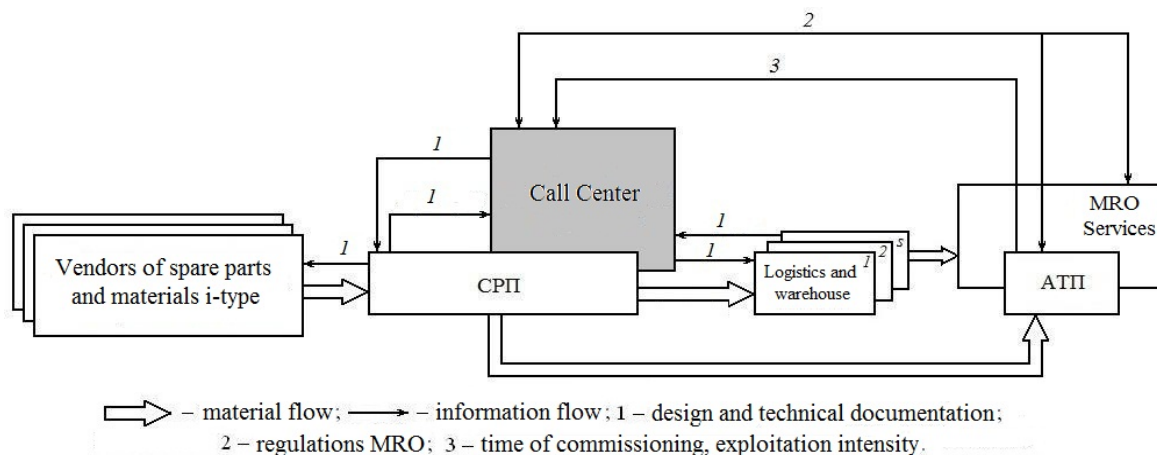 2
3
1
Call Center
1
1
MRO
Services
1
1
s
2
1
Vendors of spare parts
and materials i-type
СРП
Logistics and
warehouse
АТП
– material flow; – information flow; 1 – design and technical documentation;
2 – regulations MRO; 3 – time of commissioning, exploitation intensity.